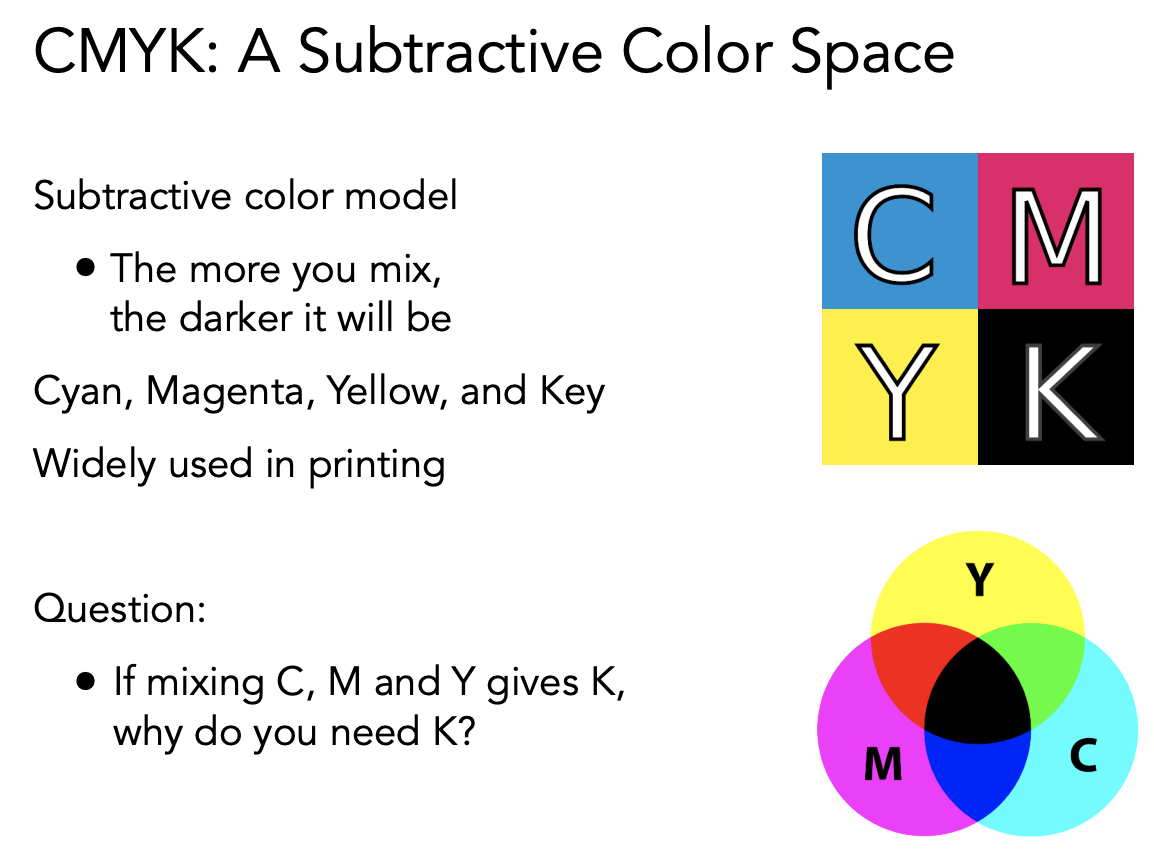 CMYK: A Subtractive Color Space
Subtractive color model
• The more you mix,
the darker it will be
Cyan, Magenta, Yellow, and Key
Widely used in printing
Question:
• If mixing C, M and Y gives K,
why do you need K?
C M
Y K
Y
M C